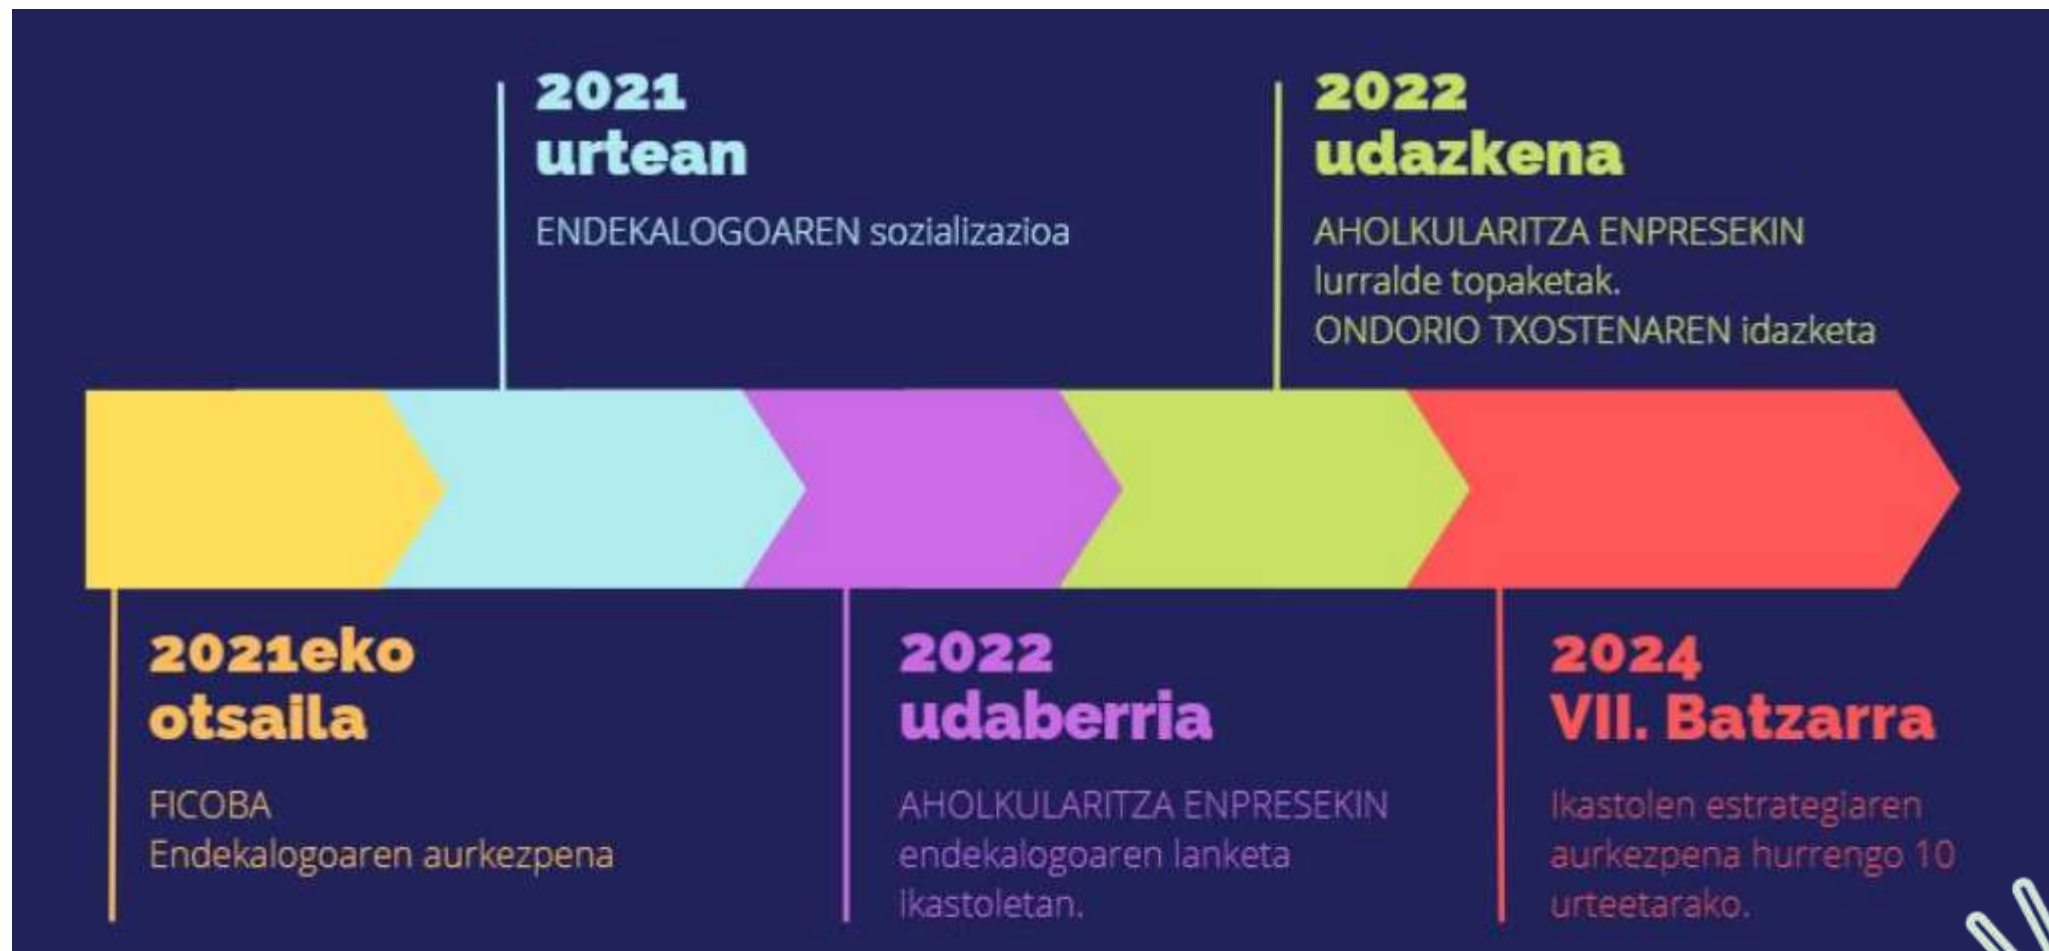 2021
urtean
ENDEKALOGOAREN sozializazioa
2022
udazkena
AHOLKULARITZA ENPRESEKIN
lurralde topaketak.
ONDORIO TXOSTENAREN idazketa
2021eko
otsaila
FICOBA
Endekalogoaren aurkezpena
2022
udaberria
AHOLKULARITZA ENPRESEKIN
endekalogoaren lanketa
ikastoletan.
2024
VII. Batzarra
Ikastolen estrategiaren
aurkezpena hurrengo 10
urteetarako.